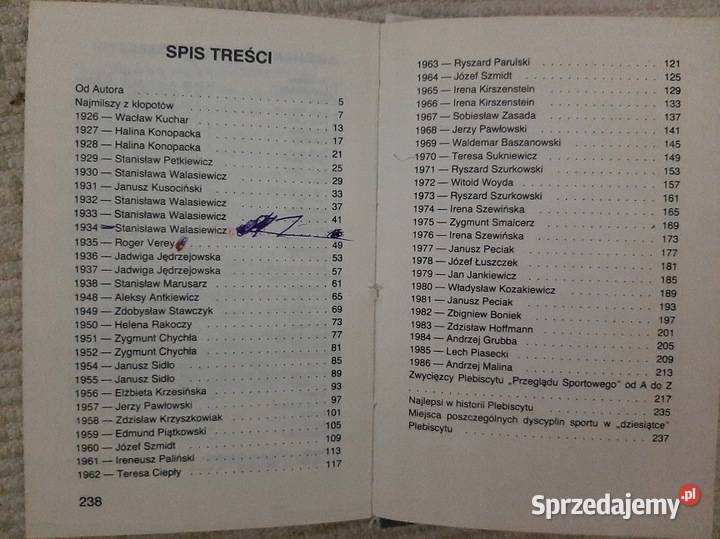 SPIS TREŚCI
Od Autora . . . . . 5
Najmilszy z kłopotów . . . . . 7
1926 — Wacław Kuchar . . . . . 13
1927 — Halina Konopacka . . . . . 17
1928 — Halina Konopacka . . . . . 21
1929 — Stanisław Petkiewicz . . . . . 25
1930 — Stanisława Walasiewicz . . . . . 29
1931 — Janusz Kusociński . . . . . 33
1932 — Stanisława Walasiewicz . . . . . 37
1933 — Stanisława Walasiewicz . . . . . 41
1934 — Stanisława Walasiewicz
1935 — Roger Verey . . . . . 49
1936 — Jadwiga Jędrzejowska . . . . . 53
1937 — Jadwiga Jędrzejowska . . . . . 57
1938 — Stanisław Marusarz . . . . . 61
1948 — Aleksy Antkiewicz . . . . . 65
1949 — Zdobysław Stawczyk . . . . . 69
1950 — Helena Rakoczy . . . . . 73
1951 — Zygmunt Chychła . . . . . 77
1952 — Zygmunt Chychła . . . . . 81
1954 — Janusz Sidło . . . . . 85
1955 — Janusz Sidło . . . . . 89
1956 — Elżbieta Krzesińska . . . . . 93
1957 — Jerzy Pawłowski . . . . . 97
1958 — Zdzisław Krzyszkowiak . . . . . 101
1959 — Edmund Piątkowski . . . . . 105
1960 — Józef Szmidt . . . . . 109
1961 — Ireneusz Paliński . . . . . 113
1962 — Teresa Ciepły . . . . . 117
238
1963 — Ryszard Parulski . . . . . 121
1964 — Józef Szmidt . . . . . 125
1965 — Irena Kirszenstein . . . . . 129
1966 — Irena Kirszenstein . . . . . 133
1967 — Sobiesław Zasada . . . . . 137
1968 — Jerzy Pawłowski . . . . . 141
1969 — Waldemar Baszanowski . . . . . 145
1970 — Teresa Sukniewicz . . . . . 149
1971 — Ryszard Szurkowski . . . . . 153
1972 — Witold Woyda . . . . . 157
1973 — Ryszard Szurkowski . . . . . 161
1974 — Irena Szewińska . . . . . 165
1975 — Zygmunt Smalcerz . . . . . 169
1976 — Irena Szewińska . . . . . 173
1977 — Janusz Peciak . . . . . 177
1978 — Józef Łuszczek . . . . . 181
1979 — Jan Jankiewicz . . . . . 185
1980 — Władysław Kozakiewicz . . . . . 189
1981 — Janusz Peciak . . . . . 193
1982 — Zbigniew Boniek . . . . . 197
1983 — Zdzisław Hoffmann . . . . . 201
1984 — Andrzej Grubba . . . . . 205
1985 — Lech Piasecki . . . . . 209
1986 — Andrzej Malina . . . . . 213
Zwycięzcy Plebiscytu „Przeglądu Sportowego" od A do Z
. . . . . 217
Najlepsi w historii Plebiscytu . . . . . 235
Miejsca poszczególnych dyscyplin sportu w „dziesiątce"
Plebiscytu . . . . . 237
Sprzedajemy.pl